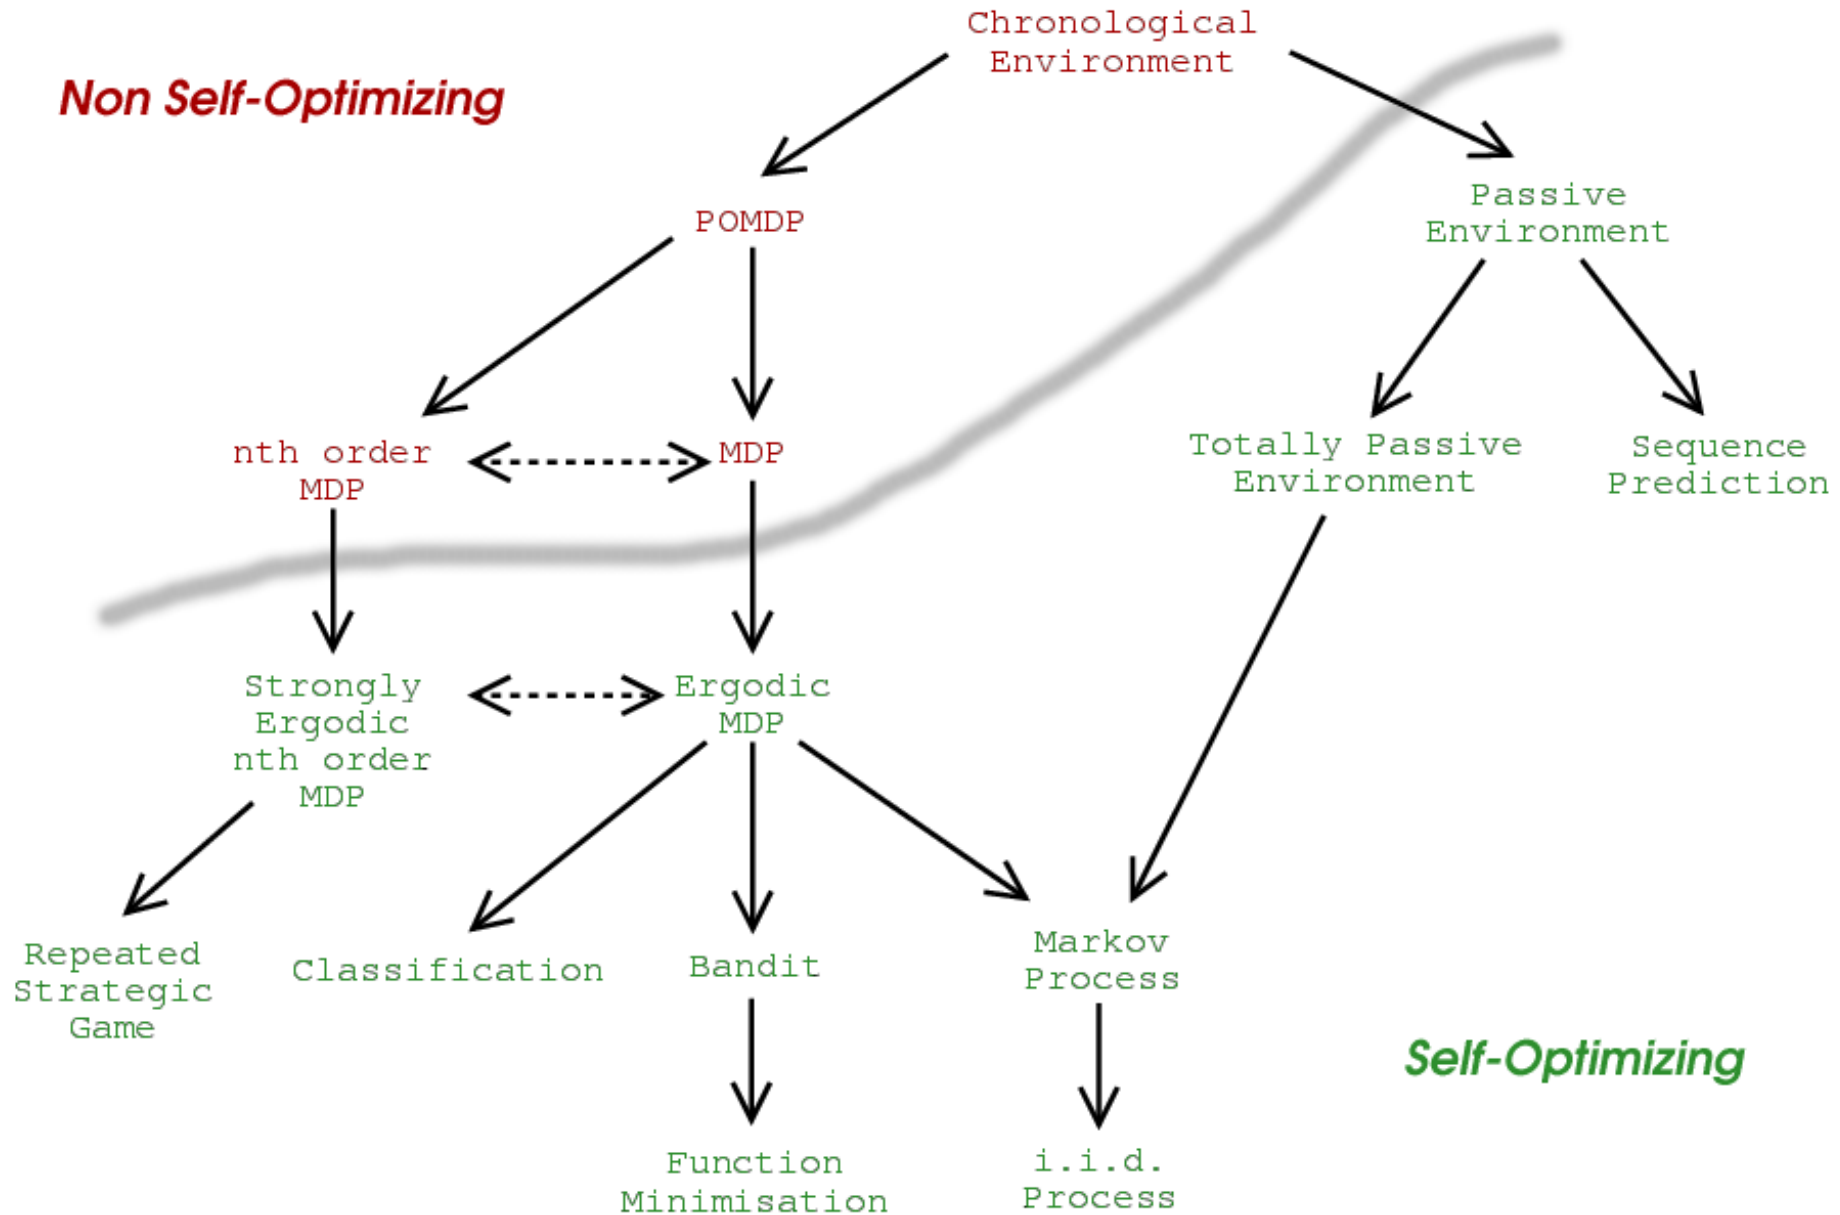 Chronological
Environment
Non Self-Optimizing
Passive
Environment
POMDP
nth order
MDP
MDP
Totally Passive
Environment
Sequence
Prediction
Strongly
Ergodic
nth order
MDP
Ergodic
MDP
Repeated
Strategic
Game
Classification
Bandit
Markov
Process
Self-Optimizing
Function
Minimisation
i.i.d.
Process